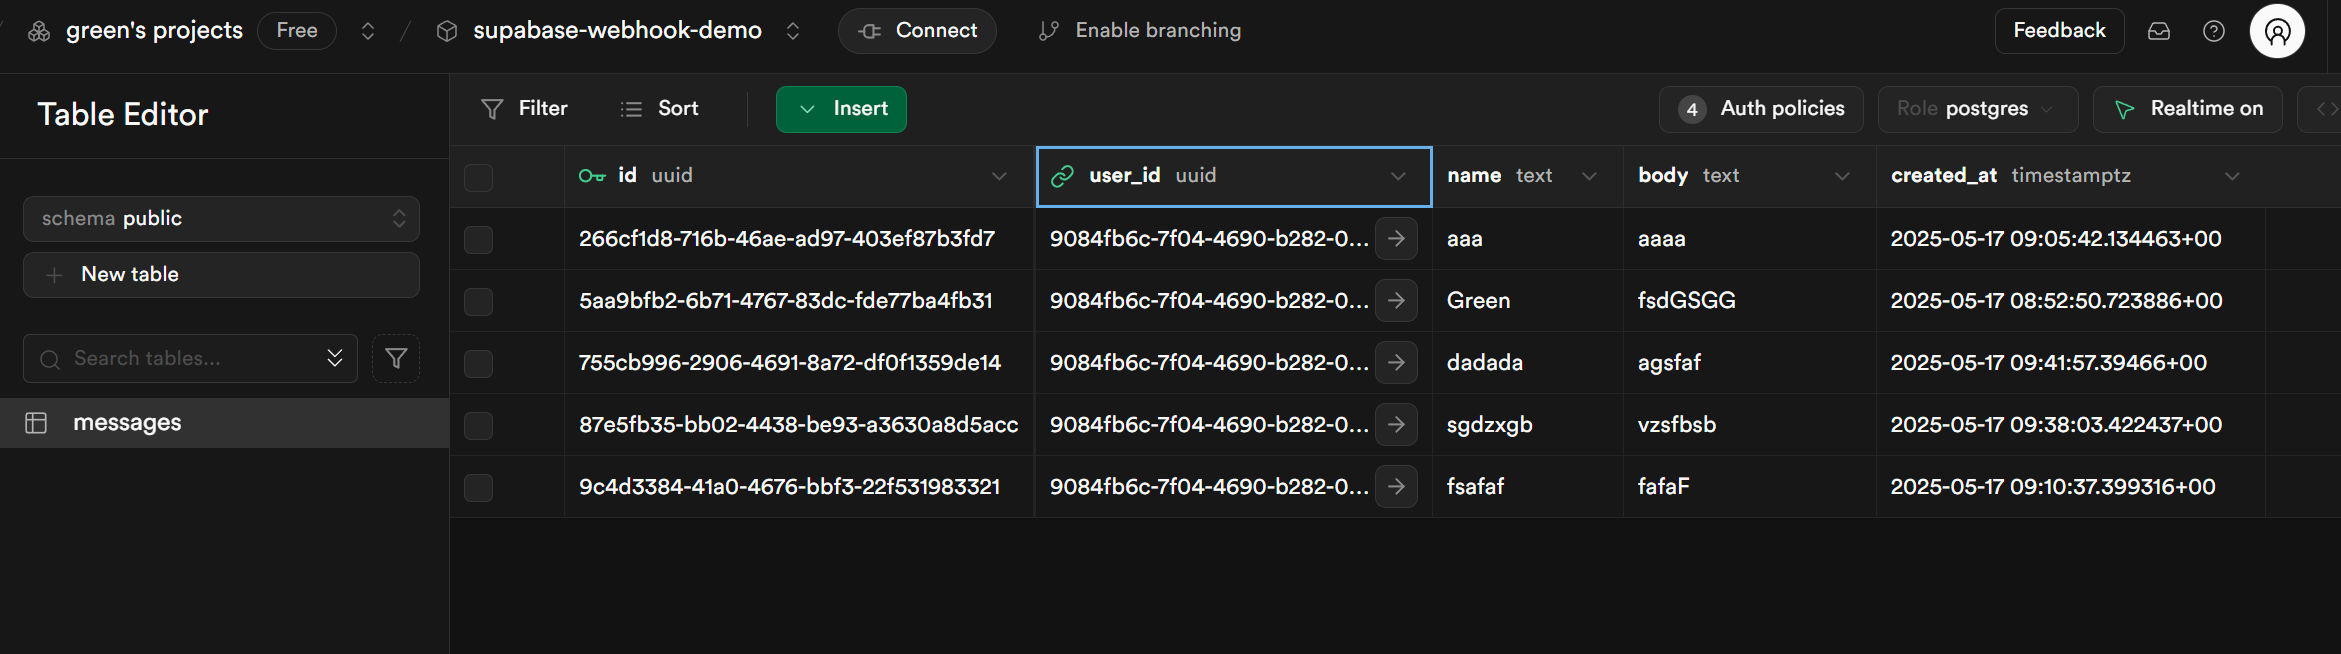 green's projects Free / supabase-webhook-demo Connect Enable branching Feedback
Table Editor
Filter Sort Insert 4 Auth policies Role postgres Realtime on
schema public
New table
Search tables...
messages
id uuid user_id uuid name text body text created_at timestamptz
266cf1d8-716b-46ae-ad97-403ef87b3fd7 9084fb6c-7f04-4690-b282-0... aaa aaaa 2025-05-17 09:05:42.134463+00
5aa9bfb2-6b71-4767-83dc-fde77ba4fb31 9084fb6c-7f04-4690-b282-0... Green fsdGSGG 2025-05-17 08:52:50.723886+00
755cb996-2906-4691-8a72-df0f1359de14 9084fb6c-7f04-4690-b282-0... dadada agsfaf 2025-05-17 09:41:57.39466+00
87e5fb35-bb02-4438-be93-a3630a8d5acc 9084fb6c-7f04-4690-b282-0... sgdzxgb vzsfbsb 2025-05-17 09:38:03.422437+00
9c4d3384-41a0-4676-bbf3-22f531983321 9084fb6c-7f04-4690-b282-0... fsafaf fafaF 2025-05-17 09:10:37.399316+00